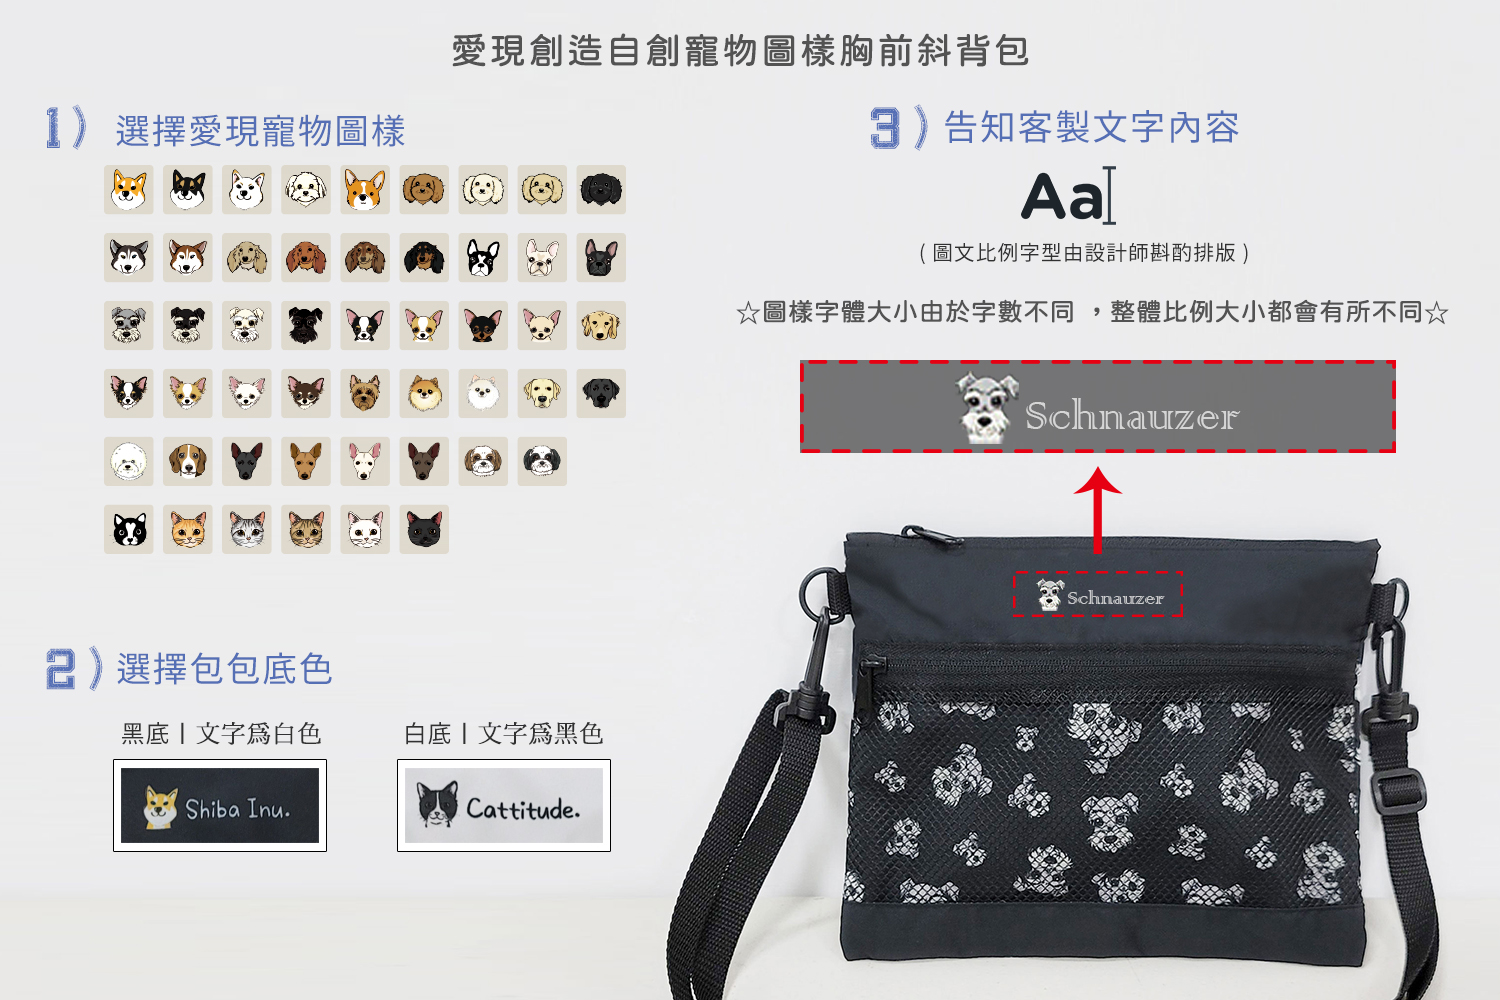 愛現創造自創寵物圖樣胸前斜背包
1) 選擇愛現寵物圖樣
2) 選擇包包底色
黑底 | 文字為白色
白底 | 文字為黑色
Shiba Inu.
Cattitude.
3) 告知客製文字內容
Aa
( 圖文比例字型由設計師斟酌排版 )
☆圖樣字體大小由於字數不同 ，整體比例大小都會有所不同☆
Schnauzer
Schnauzer